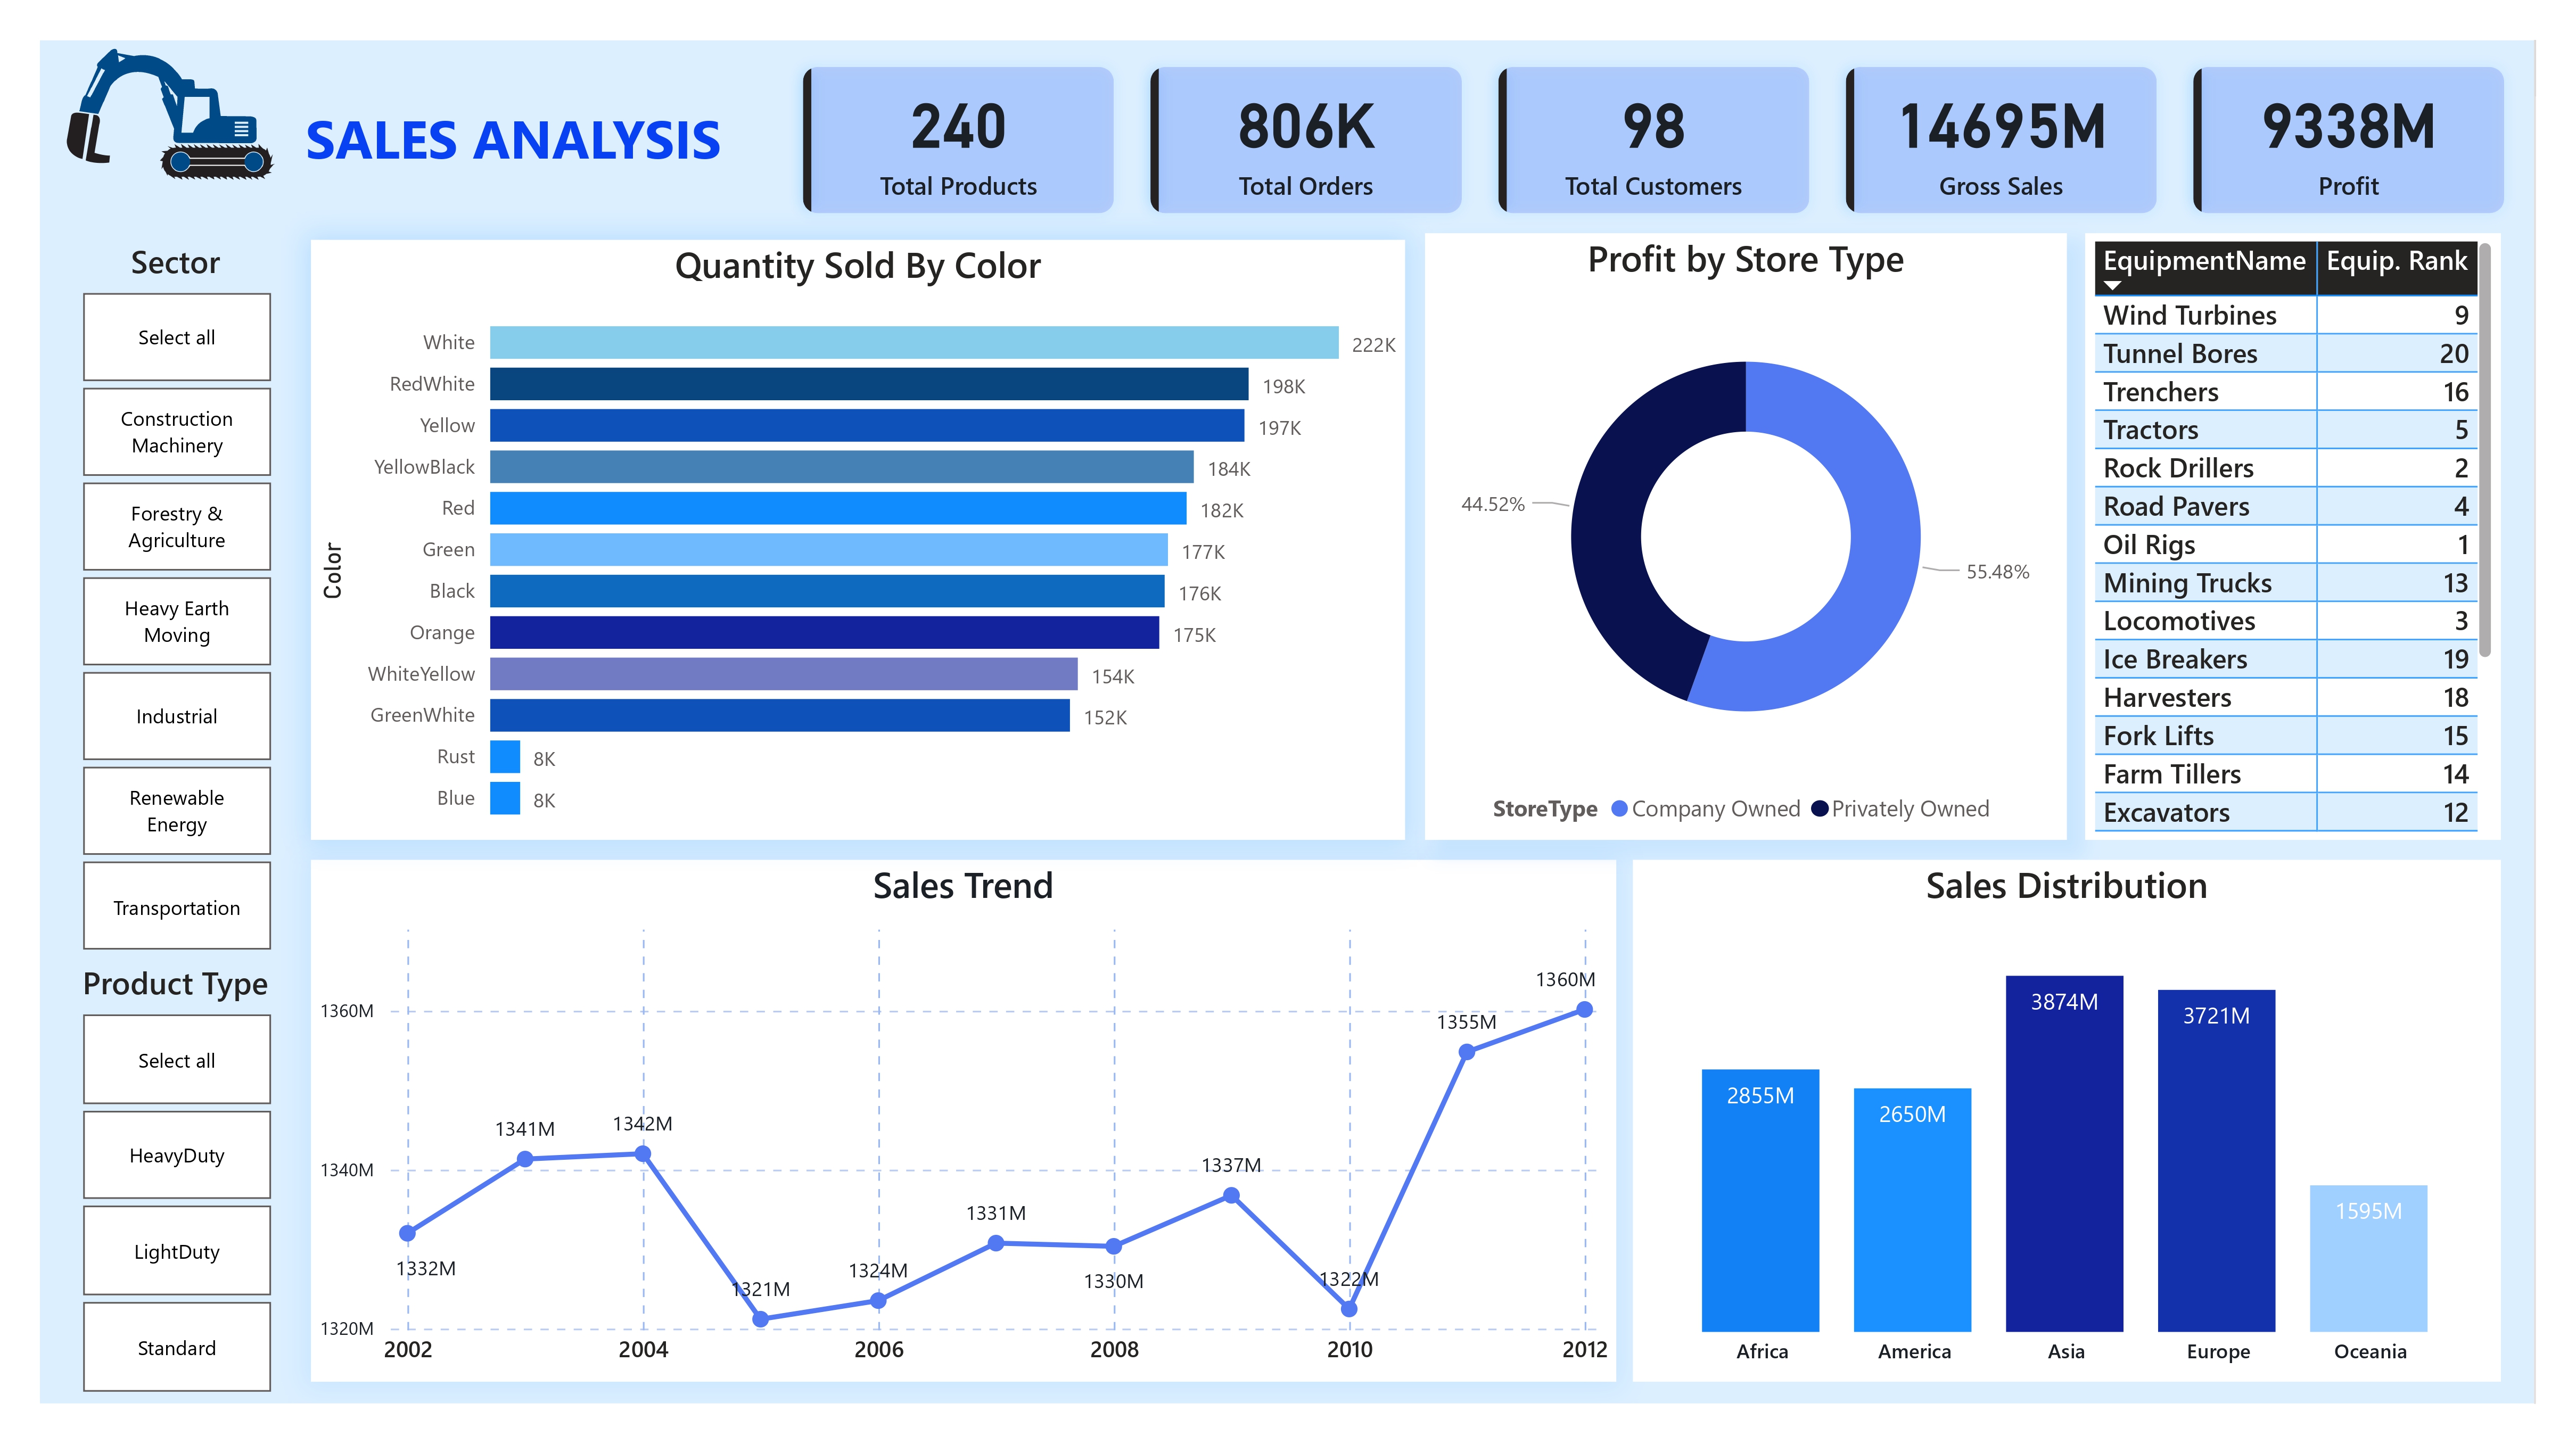 SALES ANALYSIS
240
Total Products
806K
Total Orders
98
Total Customers
14695M
Gross Sales
9338M
Profit
Sector
Select all
Construction
Machinery
Forestry &
Agriculture
Heavy Earth
Moving
Industrial
Renewable
Energy
Transportation
Product Type
Select all
HeavyDuty
LightDuty
Standard
Quantity Sold By Color
Color
White 222K
RedWhite 198K
Yellow 197K
YellowBlack 184K
Red 182K
Green 177K
Black 176K
Orange 175K
WhiteYellow 154K
GreenWhite 152K
Rust 8K
Blue 8K
Profit by Store Type
44.52%
55.48%
StoreType Company Owned Privately Owned
EquipmentName Equip. Rank
Wind Turbines 9
Tunnel Bores 20
Trenchers 16
Tractors 5
Rock Drillers 2
Road Pavers 4
Oil Rigs 1
Mining Trucks 13
Locomotives 3
Ice Breakers 19
Harvesters 18
Fork Lifts 15
Farm Tillers 14
Excavators 12
Sales Trend
1360M
1340M
1320M
1332M
1341M
1342M
1321M
1324M
1331M
1330M
1337M
1322M
1355M
1360M
2002 2004 2006 2008 2010 2012
Sales Distribution
2855M 2650M 3874M 3721M 1595M
Africa America Asia Europe Oceania